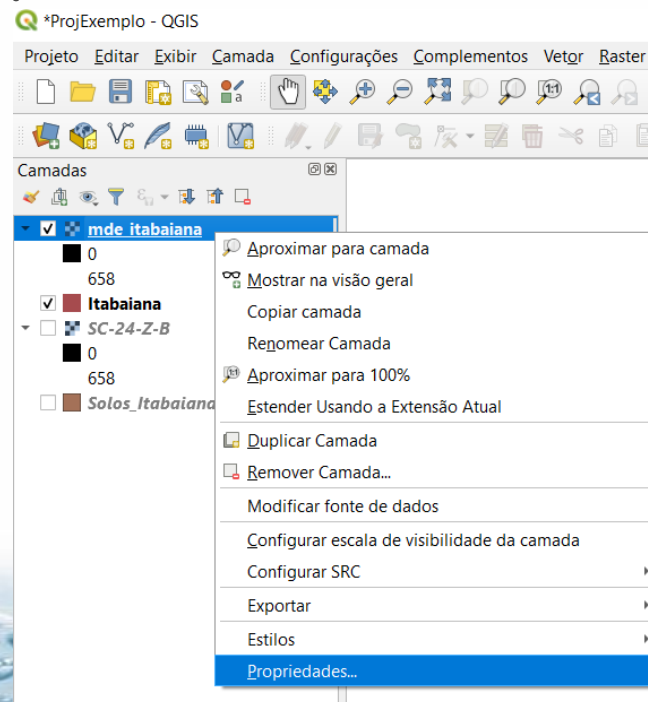 *ProjExemplo - QGIS
Projeto Editar Exibir Camada Configurações Complementos Vetor Raster
a 1:1
Camadas
mde_itabaiana
0
658
Itabaiana
SC-24-Z-B
0
658
Solos_Itabaiana
Aproximar para camada
Mostrar na visão geral
Copiar camada
Renomear Camada
Aproximar para 100%
Estender Usando a Extensão Atual
Duplicar Camada
Remover Camada...
Modificar fonte de dados
Configurar escala de visibilidade da camada
Configurar SRC
Exportar
Estilos
Propriedades...